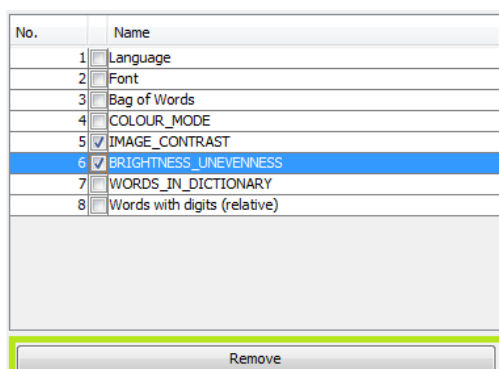 No. Name
1 Language
2 Font
3 Bag of Words
4 COLOUR_MODE
5 IMAGE_CONTRAST
6 BRIGHTNESS_UNEVENNESS
7 WORDS_IN_DICTIONARY
8 Words with digits (relative)
Remove